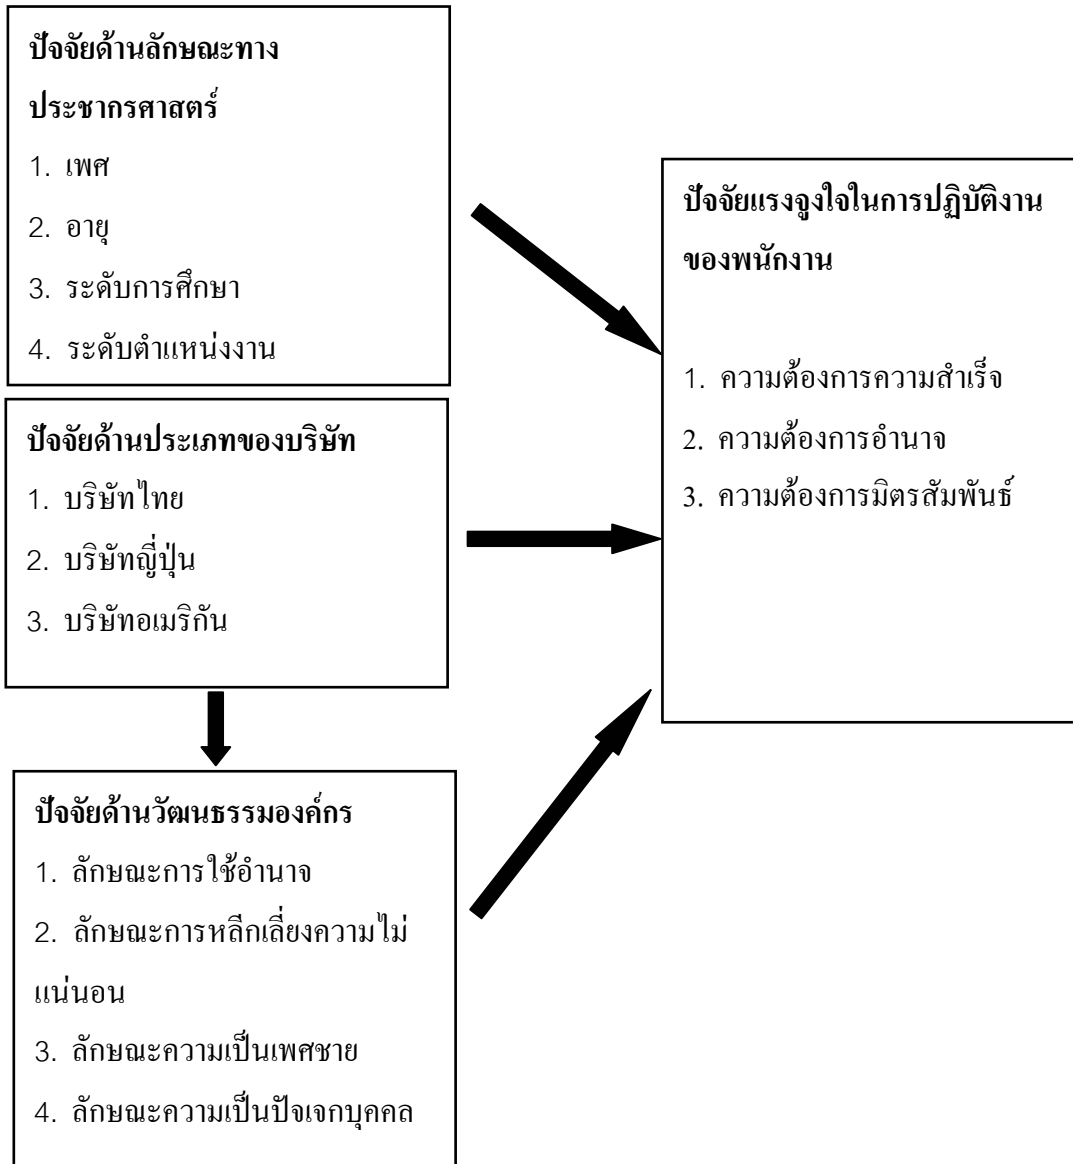 ปัจจัยด้านลักษณะทาง
ประชากรศาสตร์
1. เพศ
2. อายุ
3. ระดับการศึกษา
4. ระดับตำแหน่งงาน
ปัจจัยด้านประเภทของบริษัท
1. บริษัทไทย
2. บริษัทญี่ปุ่น
3. บริษัทอเมริกัน
ปัจจัยด้านวัฒนธรรมองค์กร
1. ลักษณะการใช้อำนาจ
2. ลักษณะการหลีกเลี่ยงความไม่
แน่นอน
3. ลักษณะความเป็นเพศชาย
4. ลักษณะความเป็นปัจเจกบุคคล
ปัจจัยแรงจูงใจในการปฏิบัติงาน
ของพนักงาน
1. ความต้องการความสำเร็จ
2. ความต้องการอำนาจ
3. ความต้องการมิตรสัมพันธ์